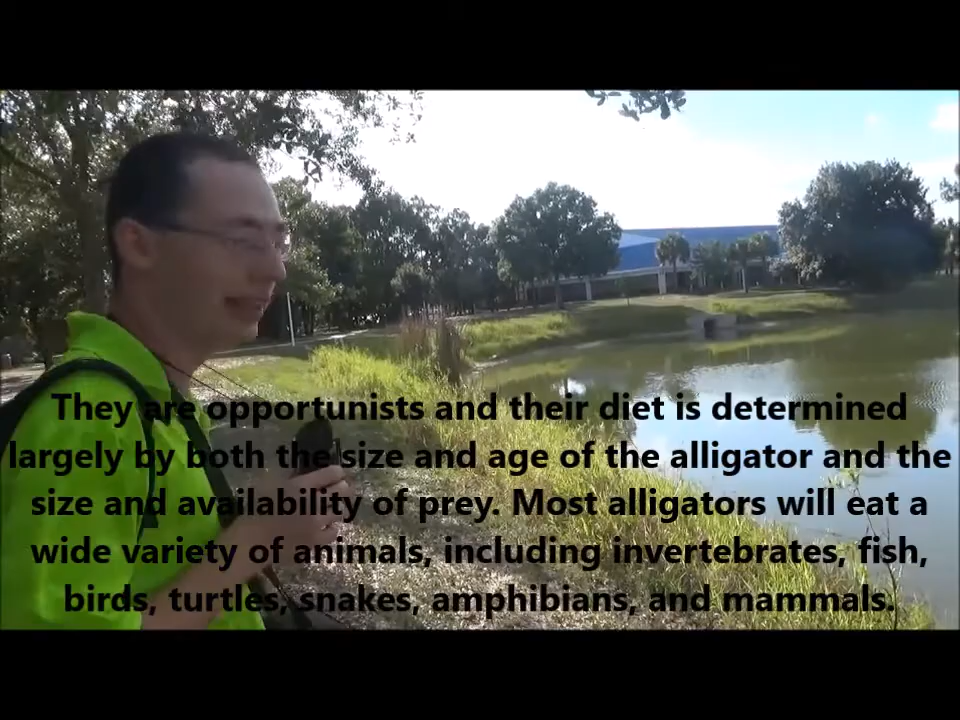 They are opportunists and their diet is determined
largely by both the size and age of the alligator and the
size and availability of prey. Most alligators will eat a
wide variety of animals, including invertebrates, fish,
birds, turtles, snakes, amphibians, and mammals.